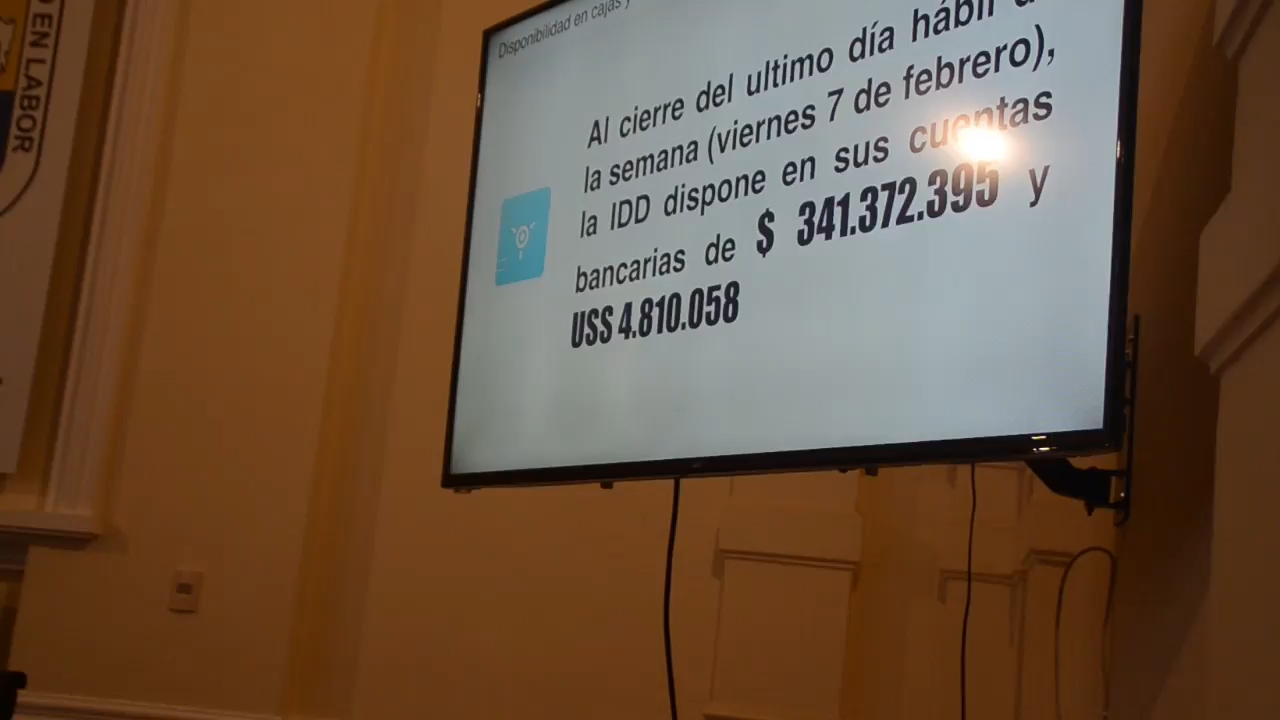 EN LABOR
Disponibilidad en cajas y
Al cierre del ultimo día hábil
la semana (viernes 7 de febrero),
la IDD dispone en sus cuentas
bancarias de $ 341.372.395 y
USS 4.810.058